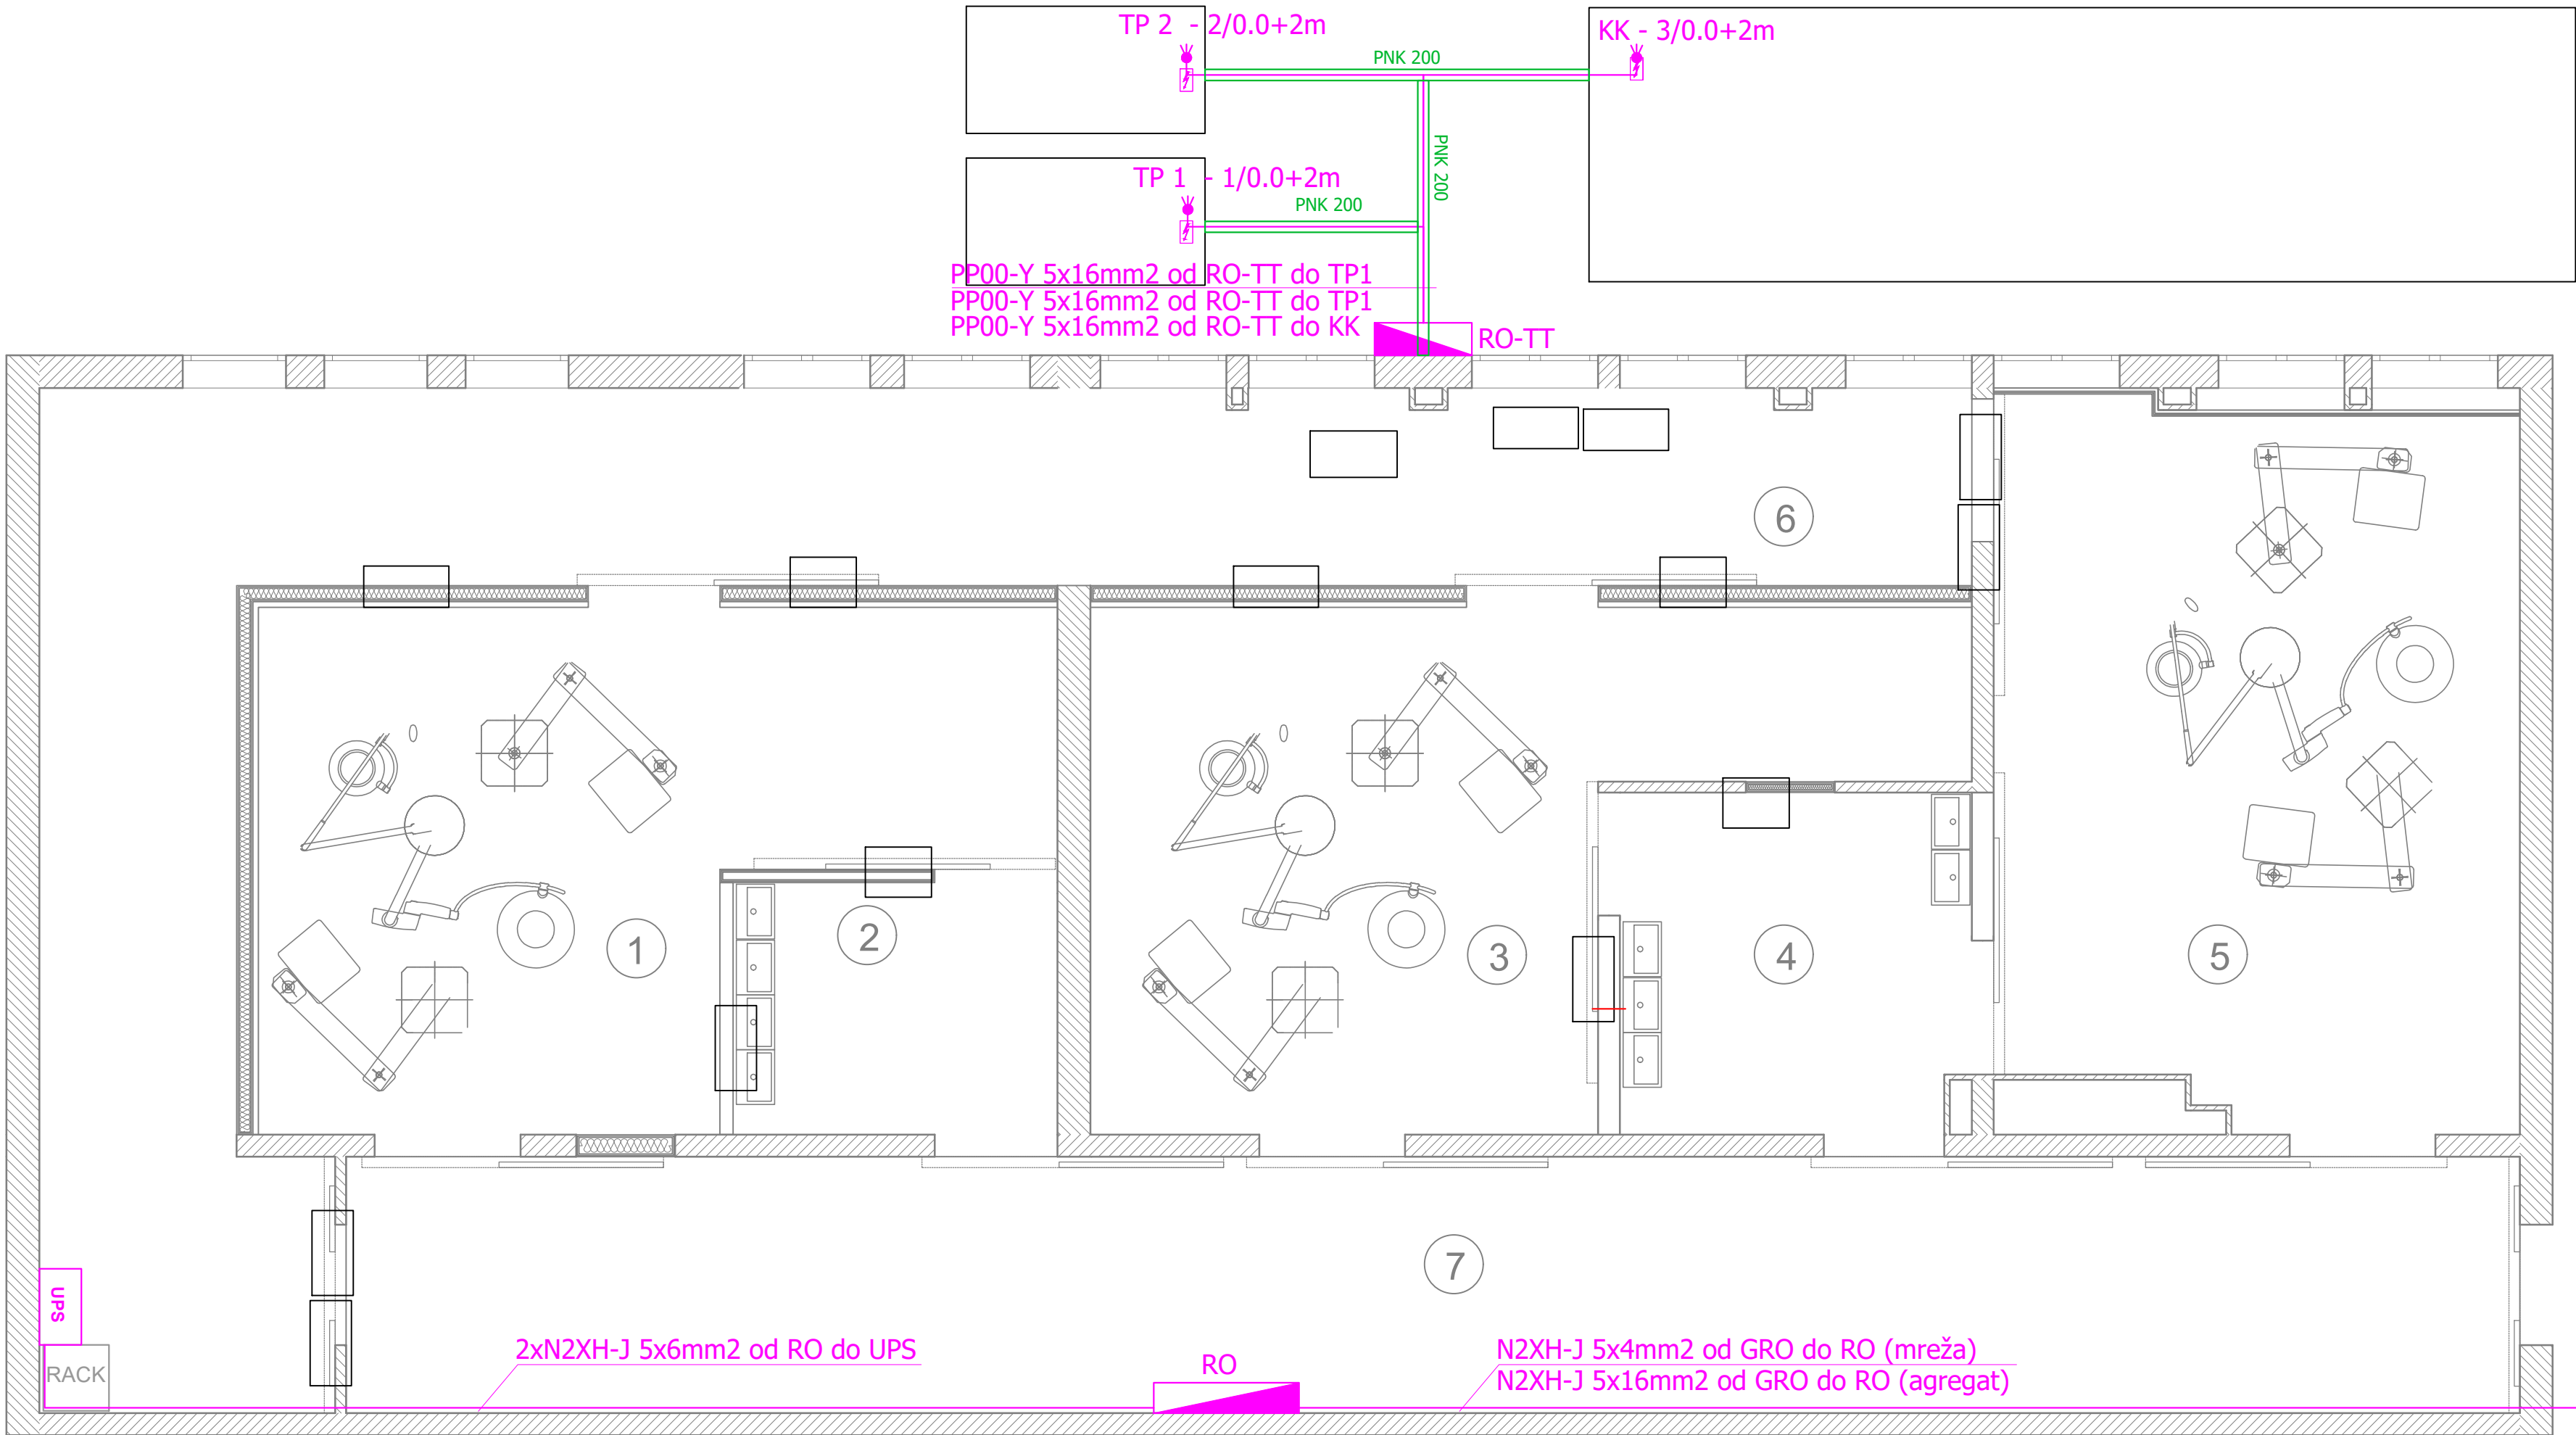 TP 2 - 2/0.0+2m
KK - 3/0.0+2m
PNK 200
PNK 200
TP 1 - 1/0.0+2m
PNK 200
PP00-Y 5x16mm2 od RO-TT do TP1
PP00-Y 5x16mm2 od RO-TT do TP1
PP00-Y 5x16mm2 od RO-TT do KK
RO-TT
6
1
2
3
4
5
7
UPS
RACK
2xN2XH-J 5x6mm2 od RO do UPS
RO
N2XH-J 5x4mm2 od GRO do RO (mreža)
N2XH-J 5x16mm2 od GRO do RO (agregat)